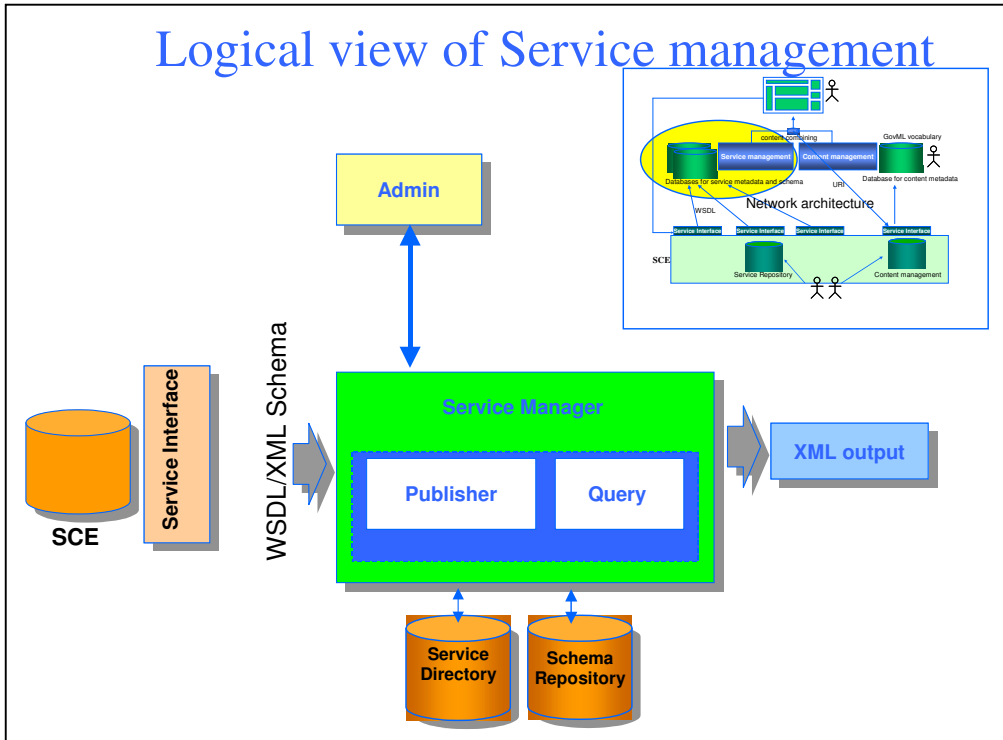 Logical view of Service management
content combining
GovML vocabulary
Service management
Content management
Databases for service metadata and schema
Database for content metadata
URI
Network architecture
WSDL
Service Interface
Service Interface
Service Interface
Service Interface
SCE
Service Repository
Content management
Admin
SCE
Service Interface
WSDL/XML Schema
Service Manager
Publisher
Query
XML output
Service
Directory
Schema
Repository